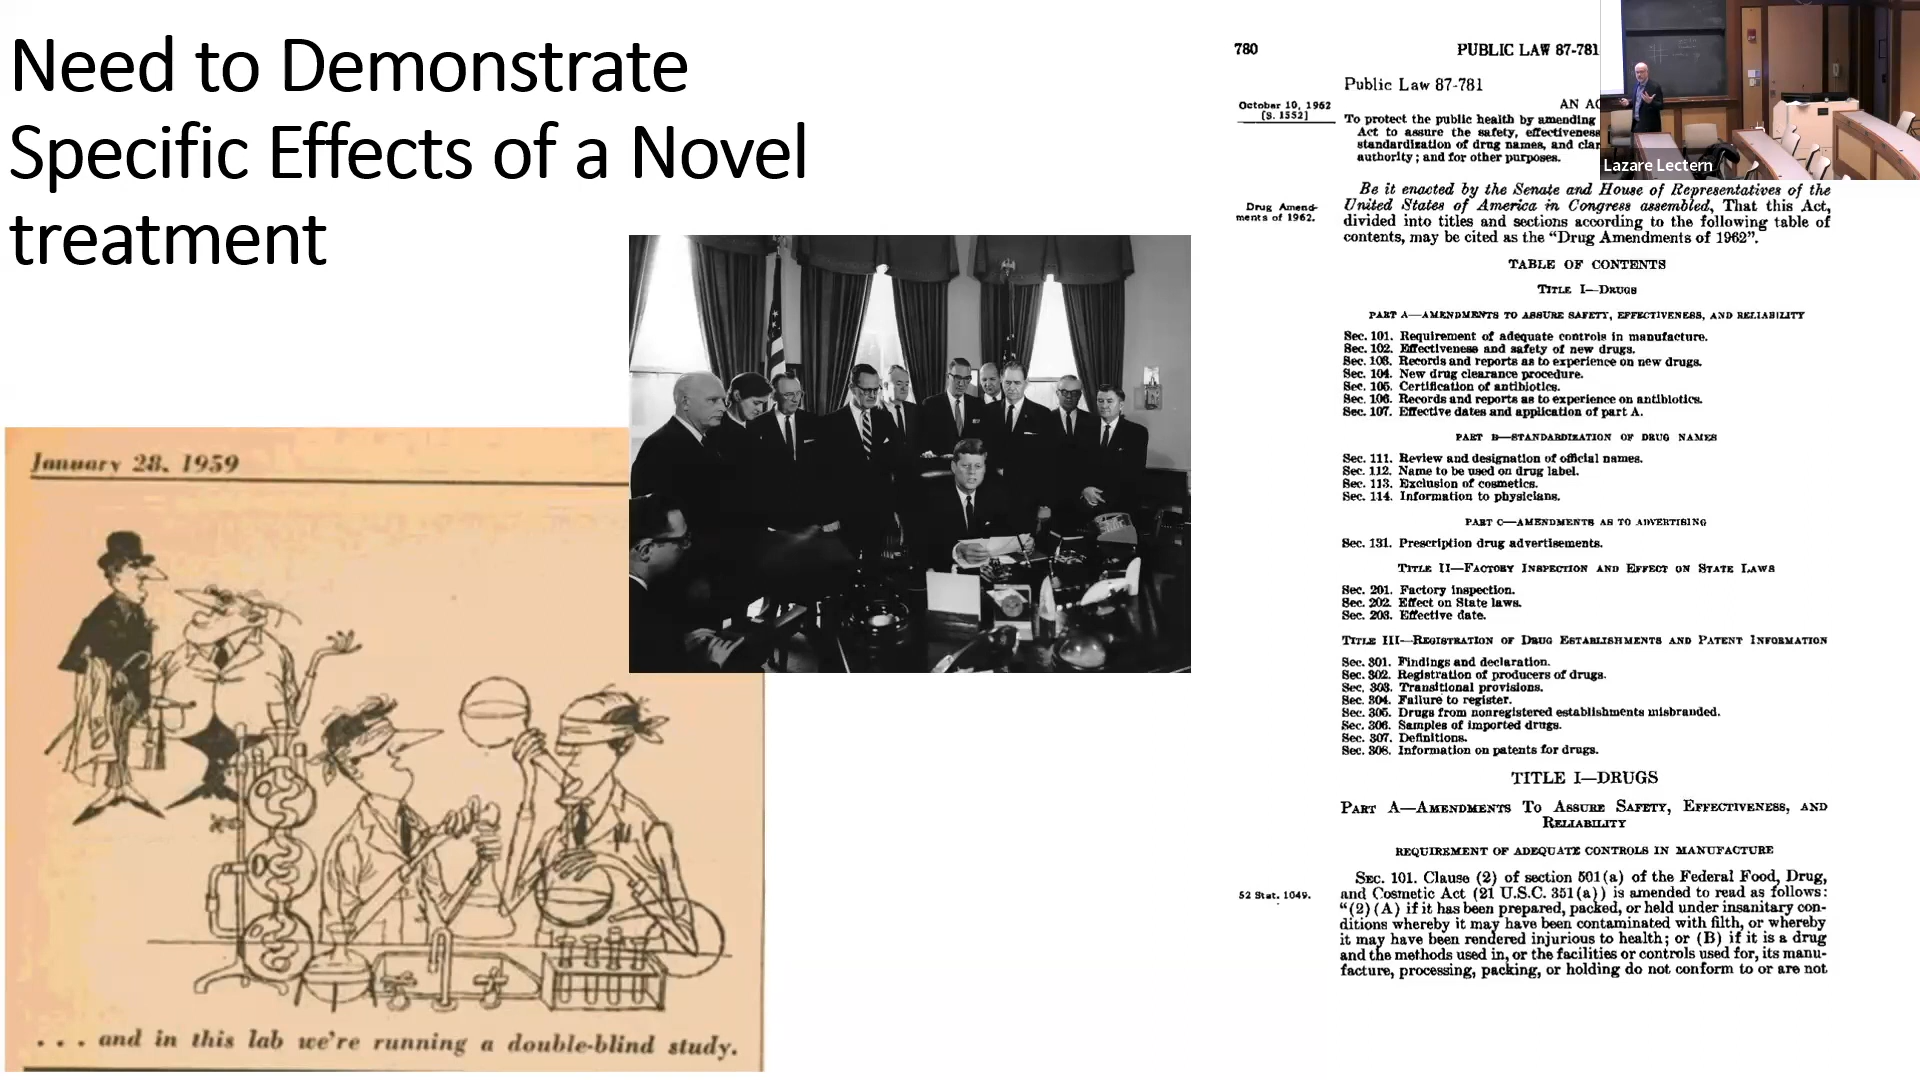 Need to Demonstrate
Specific Effects of a Novel
treatment
January 28, 1959
. . . and in this lab we're running a double-blind study.
780
PUBLIC LAW 87-781
Public Law 87-781
October 10, 1962
[S. 1552]
AN
To protect the public health by amending
Act to assure the safety, effectiveness
standardization of drug names, and
authority; and for other purposes.
Lazare Lectern
Drug Amend-
ments of 1962.
Be it enacted by the Senate and House of Representatives of the
United States of America in Congress assembled, That this Act,
divided into titles and sections according to the following table of
contents, may be cited as the “Drug Amendments of 1962”.
TABLE OF CONTENTS
TITLE I—DRUGS
PART A—AMENDMENTS TO ASSURE SAFETY, EFFECTIVENESS, AND RELIABILITY
Sec. 101. Requirement of adequate controls in manufacture.
Sec. 102. Effectiveness and safety of new drugs.
Sec. 103. Records and reports as to experience on new drugs.
Sec. 104. New drug clearance procedure.
Sec. 105. Certification of antibiotics.
Sec. 106. Records and reports as to experience on antibiotics.
Sec. 107. Effective dates and application of part A.
PART B—STANDARDIZATION OF DRUG NAMES
Sec. 111. Review and designation of official names.
Sec. 112. Name to be used on drug label.
Sec. 113. Exclusion of cosmetics.
Sec. 114. Information to physicians.
PART C—AMENDMENTS AS TO ADVERTISING
Sec. 131. Prescription drug advertisements.
TITLE II—FACTORY INSPECTION AND EFFECT ON STATE LAWS
Sec. 201. Factory inspection.
Sec. 202. Effect on State laws.
Sec. 203. Effective date.
TITLE III—REGISTRATION OF DRUG ESTABLISHMENTS AND PATENT INFORMATION
Sec. 301. Findings and declaration.
Sec. 302. Registration of producers of drugs.
Sec. 303. Transitional provisions.
Sec. 304. Failure to register.
Sec. 305. Drugs from nonregistered establishments misbranded.
Sec. 306. Samples of imported drugs.
Sec. 307. Definitions.
Sec. 308. Information on patents for drugs.
TITLE I—DRUGS
PART A—AMENDMENTS TO ASSURE SAFETY, EFFECTIVENESS, AND
RELIABILITY
REQUIREMENT OF ADEQUATE CONTROLS IN MANUFACTURE
52 Stat. 1049.
SEC. 101. Clause (2) of section 501(a) of the Federal Food, Drug,
and Cosmetic Act (21 U.S.C. 351(a)) is amended to read as follows:
“(2) (A) if it has been prepared, packed, or held under insanitary con-
ditions whereby it may have been contaminated with filth, or whereby
it may have been rendered injurious to health; or (B) if it is a drug
and the methods used in, or the facilities or controls used for, its manu-
facture, processing, packing, or holding do not conform to or are not